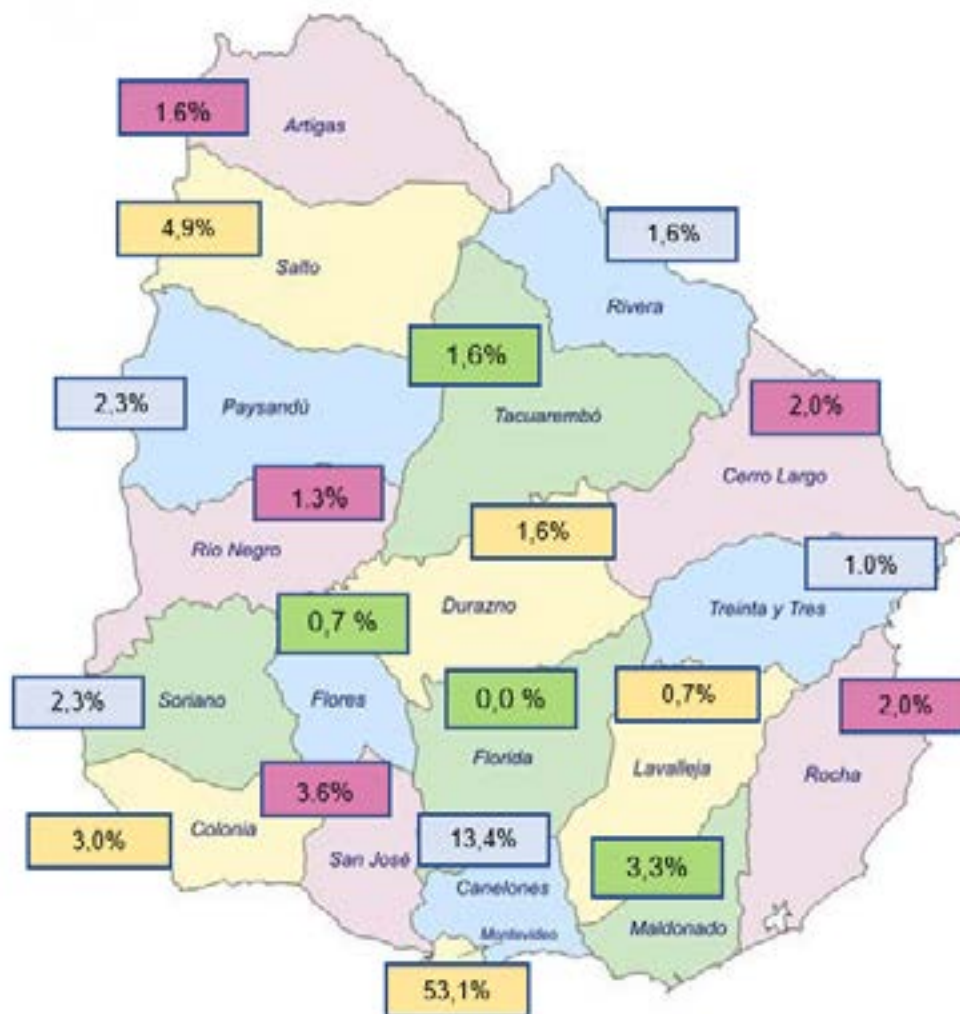 1.6%
Artigas
4,9%
Salto
1,6%
Rivera
1,6%
2,3%
Paysandú
Tacuarembó
2,0%
1.3%
Cerro Largo
1,6%
Río Negro
1.0%
Durazno
Treinta y Tres
0,7 %
2,3%
Soriano
Flores
0,0 %
0,7%
2,0%
Florida
Lavalleja
Rocha
3.6%
3,0%
Colonia
San José
13,4%
3,3%
Canelones
Maldonado
Montevideo
53,1%